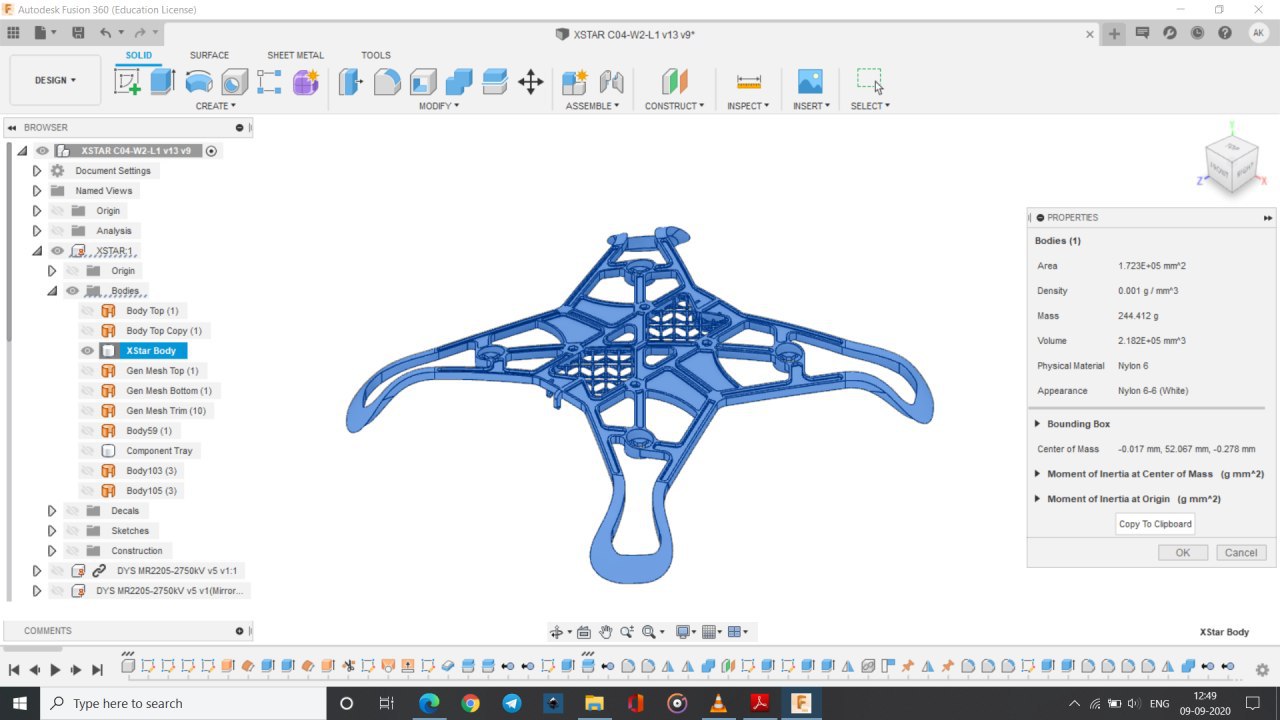 Autodesk Fusion 360 (Education License)
XSTAR C04-W2-L1 v13 v9*
AK
SOLID SURFACE SHEET METAL TOOLS
DESIGN
CREATE MODIFY ASSEMBLE CONSTRUCT INSPECT INSERT SELECT
BROWSER
XSTAR C04-W2-L1 v13 v9
Document Settings
Named Views
Origin
Analysis
XSTAR:1
Origin
Bodies
Body Top (1)
Body Top Copy (1)
XStar Body
Gen Mesh Top (1)
Gen Mesh Bottom (1)
Gen Mesh Trim (10)
Body59 (1)
Component Tray
Body103 (3)
Body105 (3)
Decals
Sketches
Construction
DYS MR2205-2750kV v5 v1:1
DYS MR2205-2750kV v5 v1(Mirror...
COMMENTS
Y
TOP
FRONT
RIGHT
Z
X
PROPERTIES
Bodies (1)
Area 1.723E+05 mm^2
Density 0.001 g / mm^3
Mass 244.412 g
Volume 2.182E+05 mm^3
Physical Material Nylon 6
Appearance Nylon 6-6 (White)
Bounding Box
Center of Mass -0.017 mm, 52.067 mm, -0.278 mm
Moment of Inertia at Center of Mass (g mm^2)
Moment of Inertia at Origin (g mm^2)
Copy To Clipboard
OK Cancel
XStar Body
Type here to search
ENG
12:49
09-09-2020